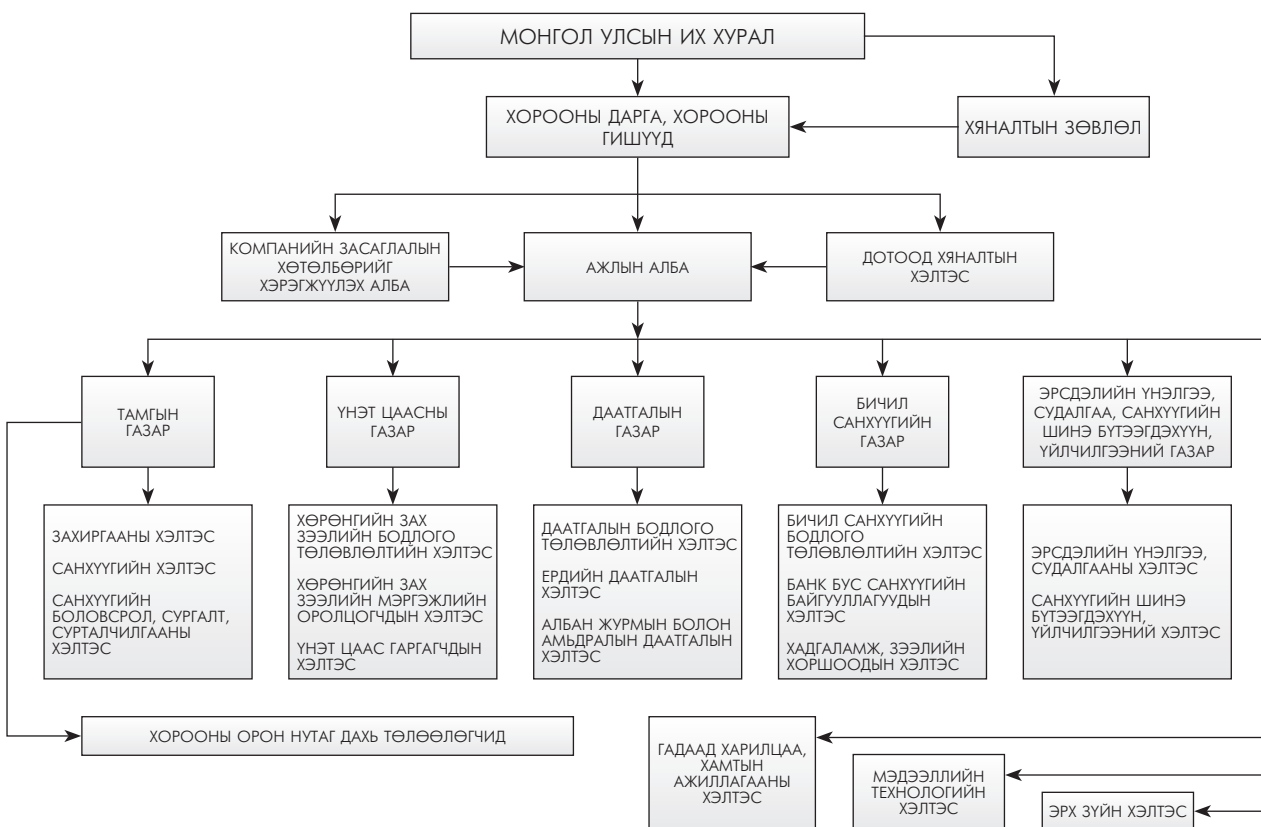 МОНГОЛ УЛСЫН ИХ ХУРАЛ
ХОРООНЫ ДАРГА, ХОРООНЫ
ГИШҮҮД
ХЯНАЛТЫН ЗӨВЛӨЛ
КОМПАНИЙН ЗАСАГЛАЛЫН
ХӨТӨЛБӨРИЙГ
ХЭРЭГЖҮҮЛЭХ АЛБА
АЖЛЫН АЛБА
ДОТООД ХЯНАЛТЫН
ХЭЛТЭС
ТАМГЫН
ГАЗАР
ҮНЭТ ЦААСНЫ
ГАЗАР
ДААТГАЛЫН
ГАЗАР
БИЧИЛ
САНХҮҮГИЙН
ГАЗАР
ЭРСДЭЛИЙН ҮНЭЛГЭЭ,
СУДАЛГАА, САНХҮҮГИЙН
ШИНЭ БҮТЭЭГДЭХҮҮН,
ҮЙЛЧИЛГЭЭНИЙ ГАЗАР
ЗАХИРГААНЫ ХЭЛТЭС
САНХҮҮГИЙН ХЭЛТЭС
САНХҮҮГИЙН
БОЛОВСРОЛ, СУРГАЛТ,
СУРТАЛЧИЛГААНЫ
ХЭЛТЭС
ХӨРӨНГИЙН ЗАХ
ЗЭЭЛИЙН БОДЛОГО
ТӨЛӨВЛӨЛТИЙН ХЭЛТЭС
ХӨРӨНГИЙН ЗАХ
ЗЭЭЛИЙН МЭРГЭЖЛИЙН
ОРОЛЦОГЧДЫН ХЭЛТЭС
ҮНЭТ ЦААС ГАРГАГЧДЫН
ХЭЛТЭС
ДААТГАЛЫН БОДЛОГО
ТӨЛӨВЛӨЛТИЙН ХЭЛТЭС
ЕРДИЙН ДААТГАЛЫН
ХЭЛТЭС
АЛБАН ЖУРМЫН БОЛОН
АМЬДРАЛЫН ДААТГАЛЫН
ХЭЛТЭС
БИЧИЛ САНХҮҮГИЙН
БОДЛОГО
ТӨЛӨВЛӨЛТИЙН ХЭЛТЭС
БАНК БУС САНХҮҮГИЙН
БАЙГУУЛЛАГУУДЫН
ХЭЛТЭС
ХАДГАЛАМЖ, ЗЭЭЛИЙН
ХОРШООДЫН ХЭЛТЭС
ЭРСДЭЛИЙН ҮНЭЛГЭЭ,
СУДАЛГААНЫ ХЭЛТЭС
САНХҮҮГИЙН ШИНЭ
БҮТЭЭГДЭХҮҮН,
ҮЙЛЧИЛГЭЭНИЙ ХЭЛТЭС
ХОРООНЫ ОРОН НУТАГ ДАХЬ ТӨЛӨӨЛӨГЧИД
ГАДААД ХАРИЛЦАА,
ХАМТЫН
АЖИЛЛАГААНЫ
ХЭЛТЭС
МЭДЭЭЛЛИЙН
ТЕХНОЛОГИЙН
ХЭЛТЭС
ЭРХ ЗҮЙН ХЭЛТЭС